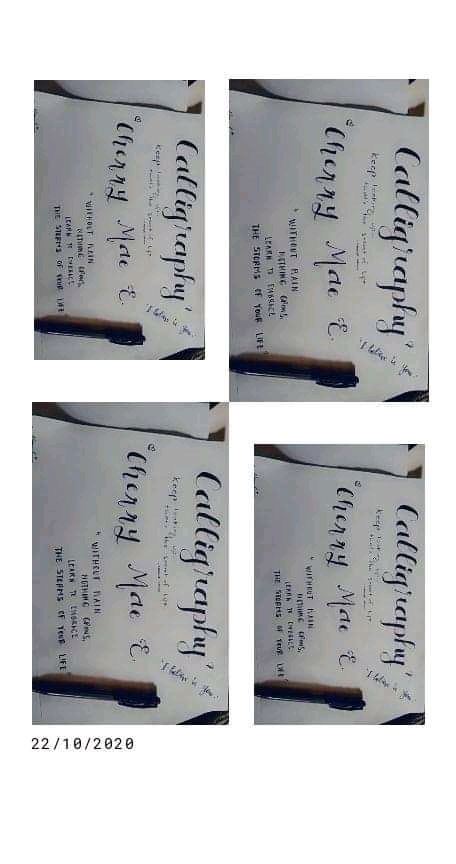 Calligraphy'
"I believe in you."
Keep looking up..
that's the secret of life
Cherry Mae E.
" WITHOUT RAIN
NOTHING GROWS,
LEARN TO EMBRACE
THE STORMS OF YOUR LIFE"
Calligraphy'
"I believe in you."
Keep looking up..
that's the secret of life
Cherry Mae E.
" WITHOUT RAIN
NOTHING GROWS,
LEARN TO EMBRACE
THE STORMS OF YOUR LIFE"
Calligraphy'
"I believe in you."
Keep looking up..
that's the secret of life
Cherry Mae E.
" WITHOUT RAIN
NOTHING GROWS,
LEARN TO EMBRACE
THE STORMS OF YOUR LIFE"
Calligraphy'
"I believe in you."
Keep looking up..
that's the secret of life
Cherry Mae E.
" WITHOUT RAIN
NOTHING GROWS,
LEARN TO EMBRACE
THE STORMS OF YOUR LIFE"
22/10/2020